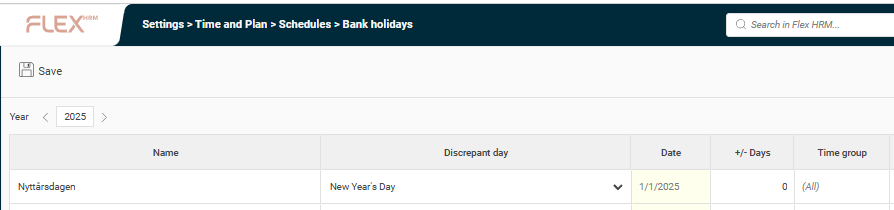 FLEX HRM
Settings > Time and Plan > Schedules > Bank holidays
Search in Flex HRM...
Save
Year 2025
Name Discrepant day Date +/- Days Time group
Nyttårsdagen New Year's Day 1/1/2025 0 (All)